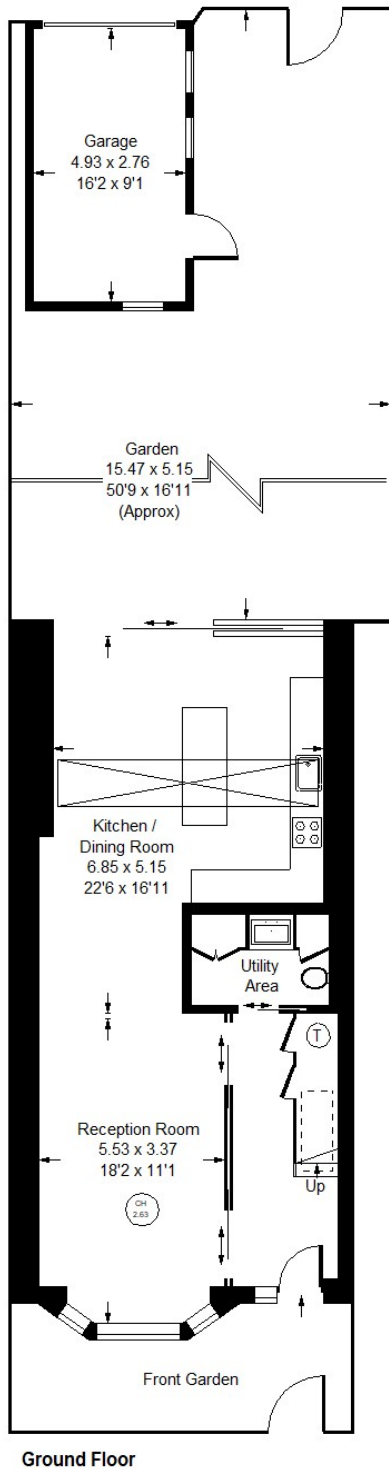 Garage
4.93 x 2.76
16'2 x 9'1
Garden
15.47 x 5.15
50'9 x 16'11
(Approx)
Kitchen /
Dining Room
6.85 x 5.15
22'6 x 16'11
Utility
Area
T
Reception Room
5.53 x 3.37
18'2 x 11'1
CH
2.63
Up
Front Garden
Ground Floor